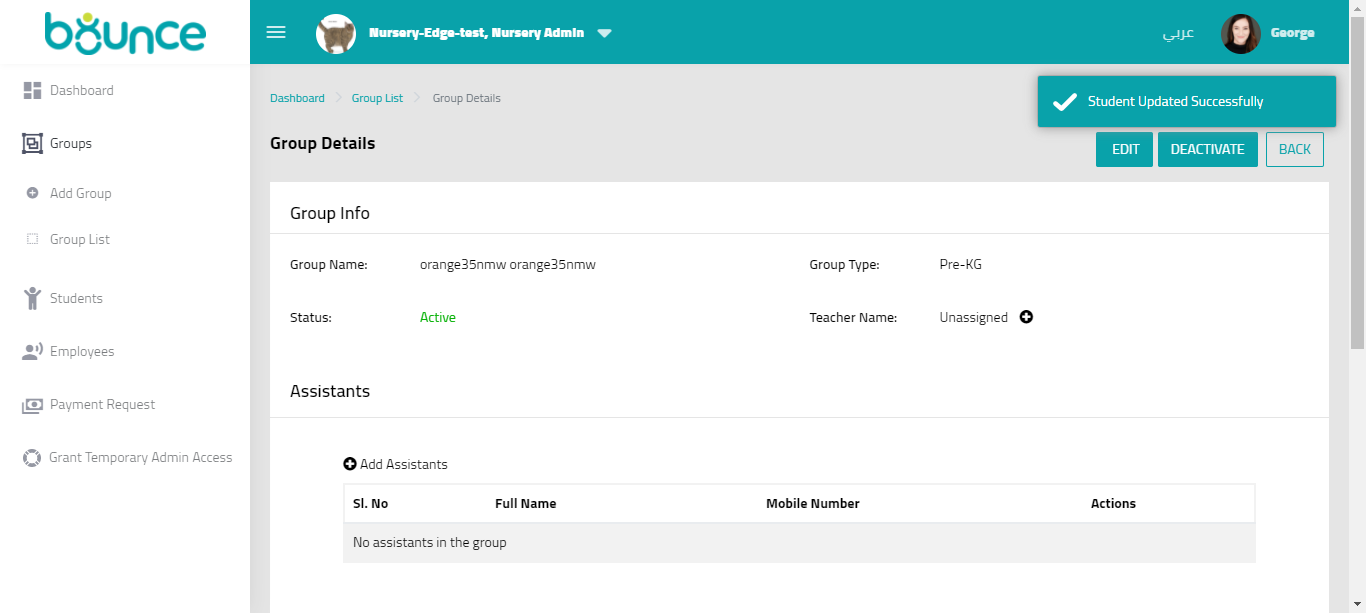 bounce
Nursery-Edge-test, Nursery Admin
عربي
George
Dashboard
Groups
Add Group
Group List
Students
Employees
Payment Request
Grant Temporary Admin Access
Dashboard
Group List
Group Details
Student Updated Successfully
Group Details
EDIT
DEACTIVATE
BACK
Group Info
Group Name: orange35nmw orange35nmw
Group Type: Pre-KG
Status: Active
Teacher Name: Unassigned
Assistants
Add Assistants
Sl. No Full Name Mobile Number Actions
No assistants in the group